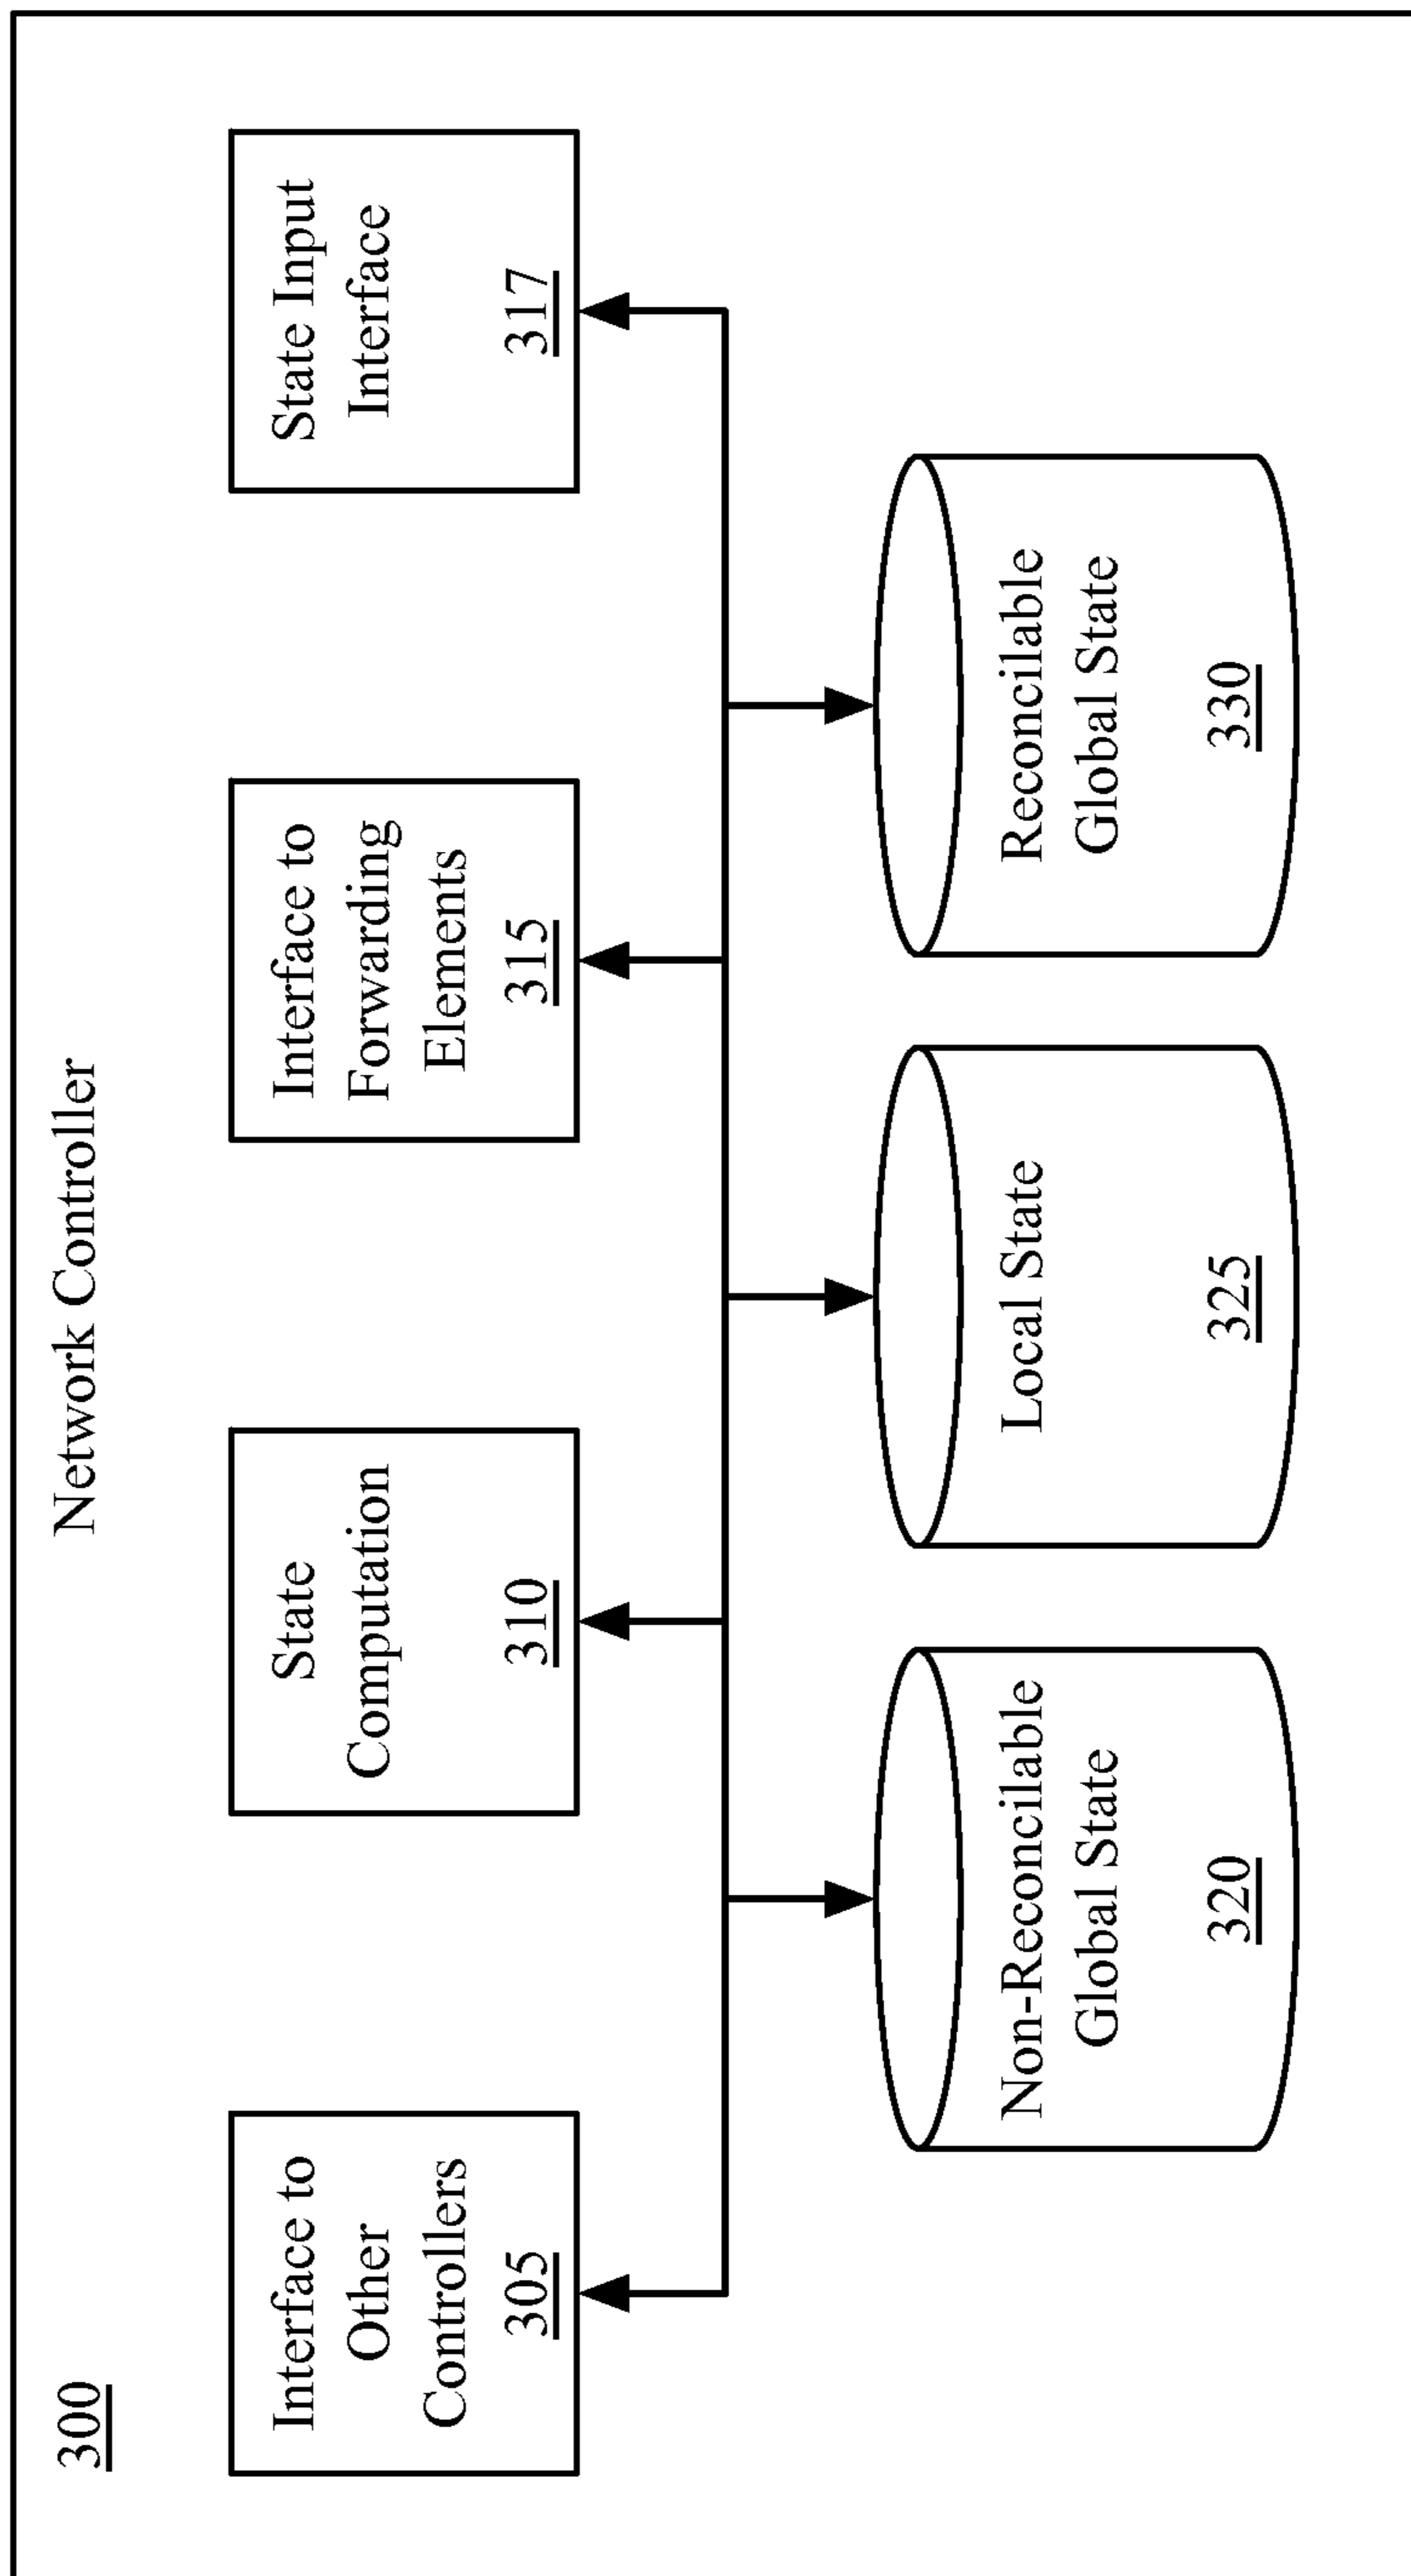 300
Network Controller
Interface to
Other
Controllers
305
State
Computation
310
Interface to
Forwarding
Elements
315
State Input
Interface
317
Non-Reconcilable
Global State
320
Local State
325
Reconcilable
Global State
330